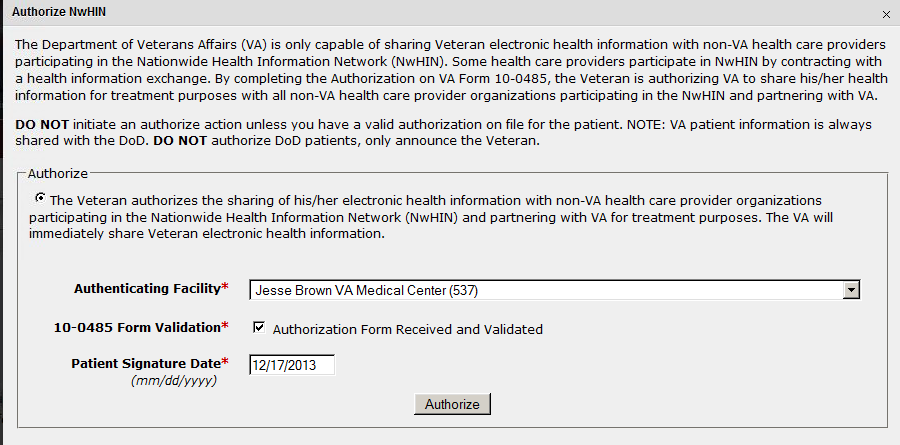 Authorize NwHIN
The Department of Veterans Affairs (VA) is only capable of sharing Veteran electronic health information with non-VA health care providers
participating in the Nationwide Health Information Network (NwHIN). Some health care providers participate in NwHIN by contracting with
a health information exchange. By completing the Authorization on VA Form 10-0485, the Veteran is authorizing VA to share his/her health
information for treatment purposes with all non-VA health care provider organizations participating in the NwHIN and partnering with VA.
DO NOT initiate an authorize action unless you have a valid authorization on file for the patient. NOTE: VA patient information is always
shared with the DoD. DO NOT authorize DoD patients, only announce the Veteran.
Authorize
The Veteran authorizes the sharing of his/her electronic health information with non-VA health care provider organizations
participating in the Nationwide Health Information Network (NwHIN) and partnering with VA for treatment purposes. The VA will
immediately share Veteran electronic health information.
Authenticating Facility* Jesse Brown VA Medical Center (537)
10-0485 Form Validation* Authorization Form Received and Validated
Patient Signature Date* 12/17/2013
(mm/dd/yyyy)
Authorize